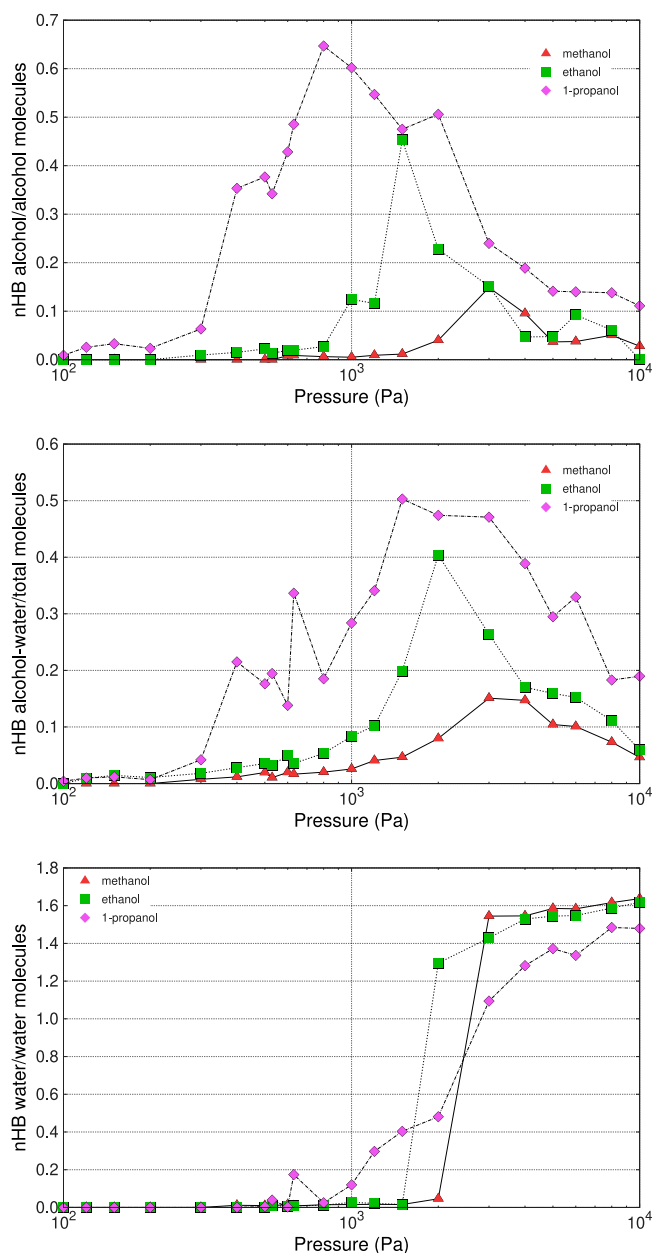 nHB alcohol/alcohol molecules
0.7
0.6
0.5
0.4
0.3
0.2
0.1
0.0
methanol
ethanol
1-propanol
10²
10³
10⁴
Pressure (Pa)
nHB alcohol-water/total molecules
0.6
0.5
0.4
0.3
0.2
0.1
0.0
methanol
ethanol
1-propanol
10²
10³
10⁴
Pressure (Pa)
nHB water/water molecules
1.8
1.6
1.4
1.2
1.0
0.8
0.6
0.4
0.2
0.0
methanol
ethanol
1-propanol
10²
10³
10⁴
Pressure (Pa)